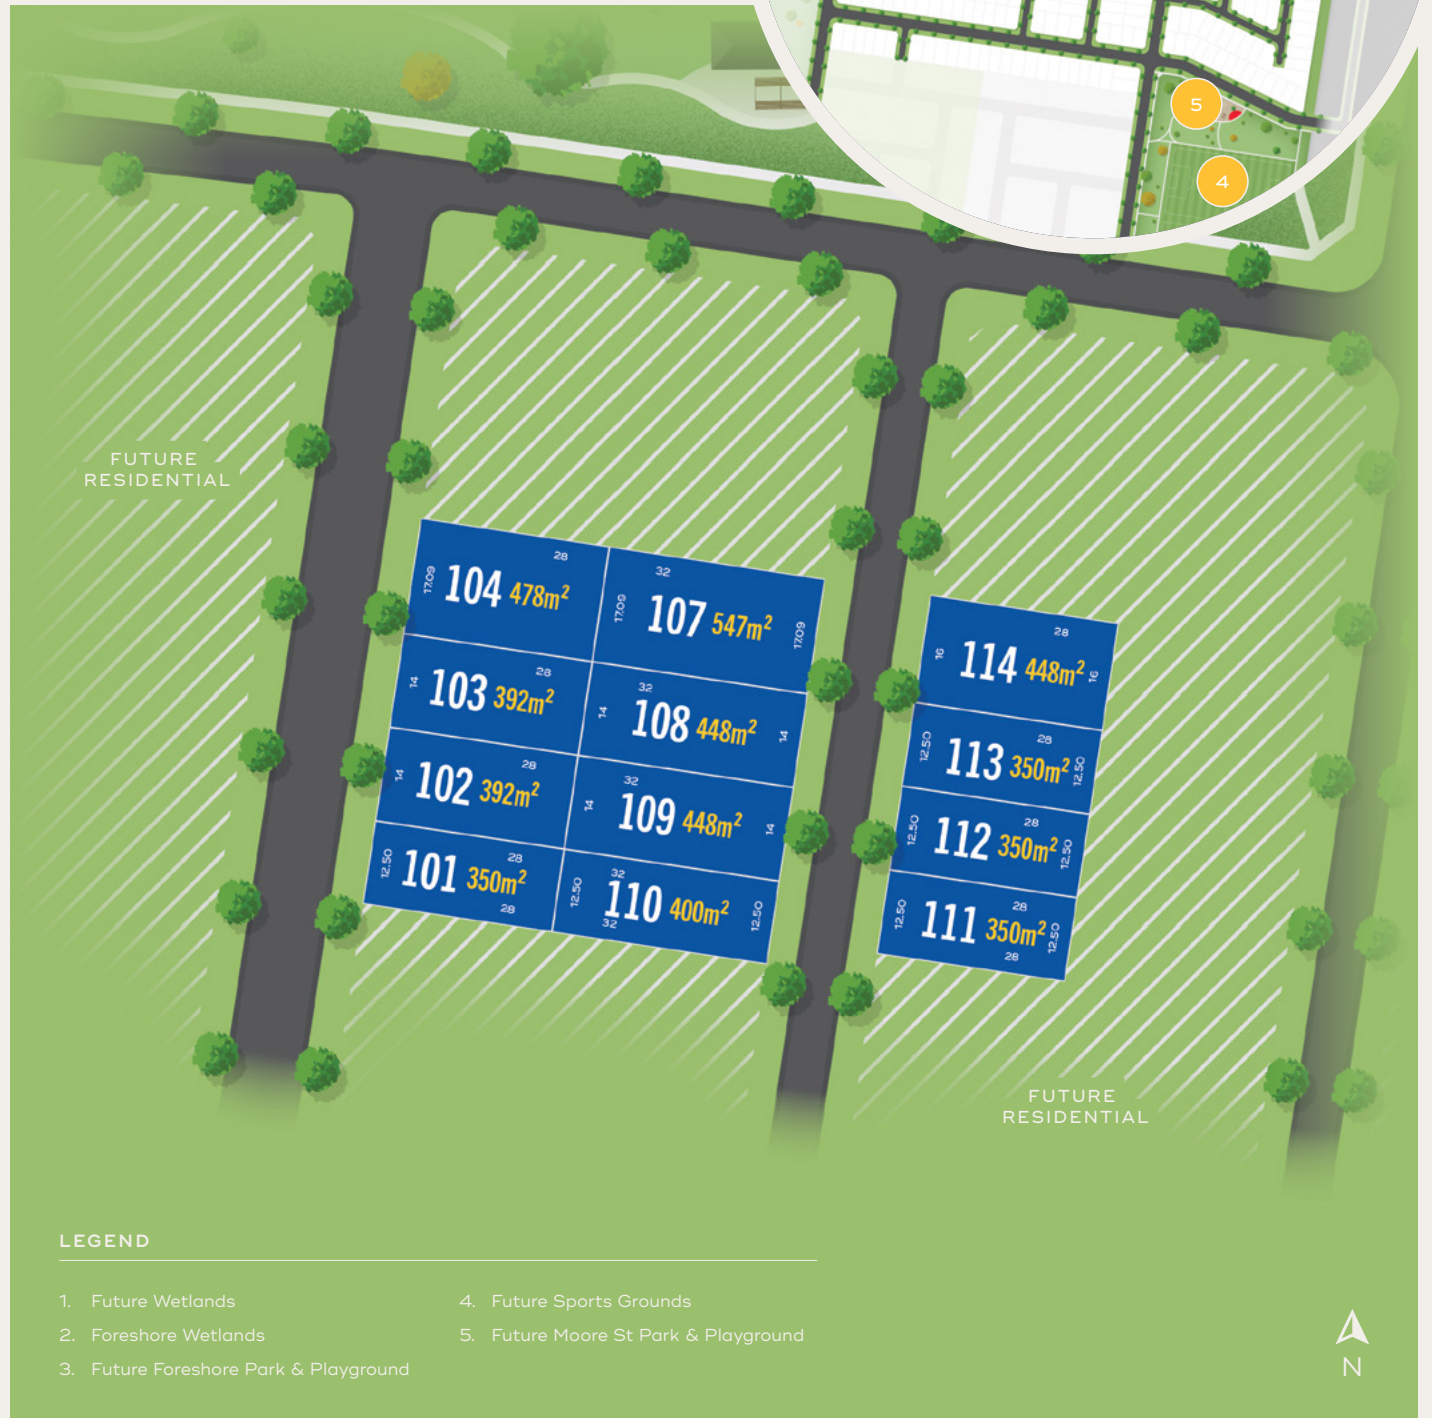 5
4
FUTURE
RESIDENTIAL
28
17.09
104 478m²
32
17.09
107 547m²
17.09
28
14
103 392m²
32
14
108 448m²
14
28
14
102 392m²
32
14
109 448m²
14
28
12.50
101 350m²
28
32
12.50
110 400m²
12.50
32
28
16
114 448m²
16
28
12.50
113 350m²
12.50
28
12.50
112 350m²
12.50
28
12.50
111 350m²
12.50
28
FUTURE
RESIDENTIAL
LEGEND
1. Future Wetlands
2. Foreshore Wetlands
3. Future Foreshore Park & Playground
4. Future Sports Grounds
5. Future Moore St Park & Playground
N